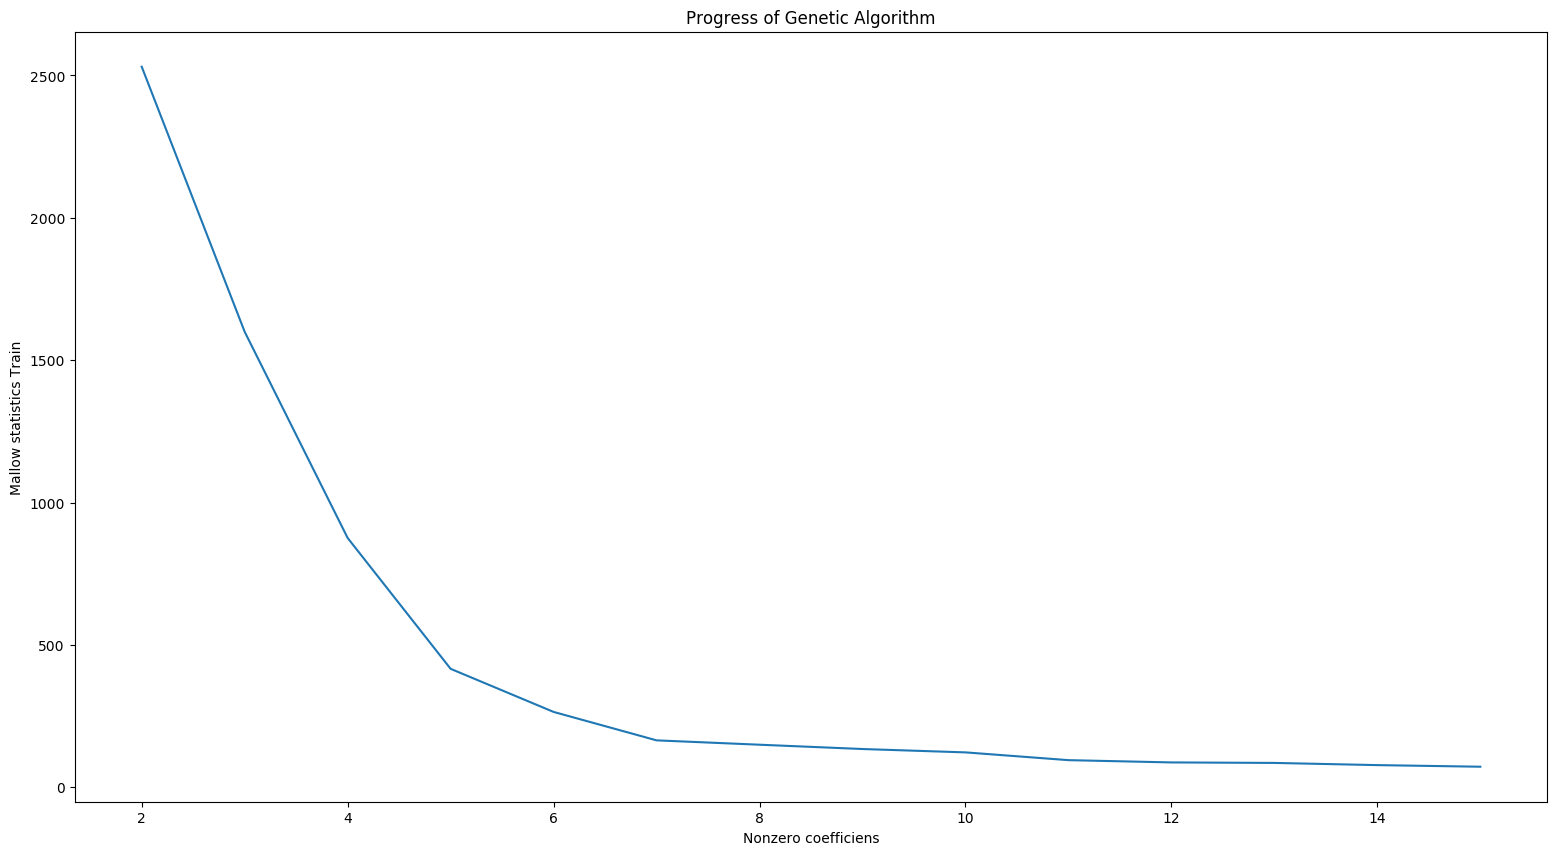 Progress of Genetic Algorithm
2500
2000
1500
1000
500
0
Mallow statistics Train
2 4 6 8 10 12 14
Nonzero coefficiens